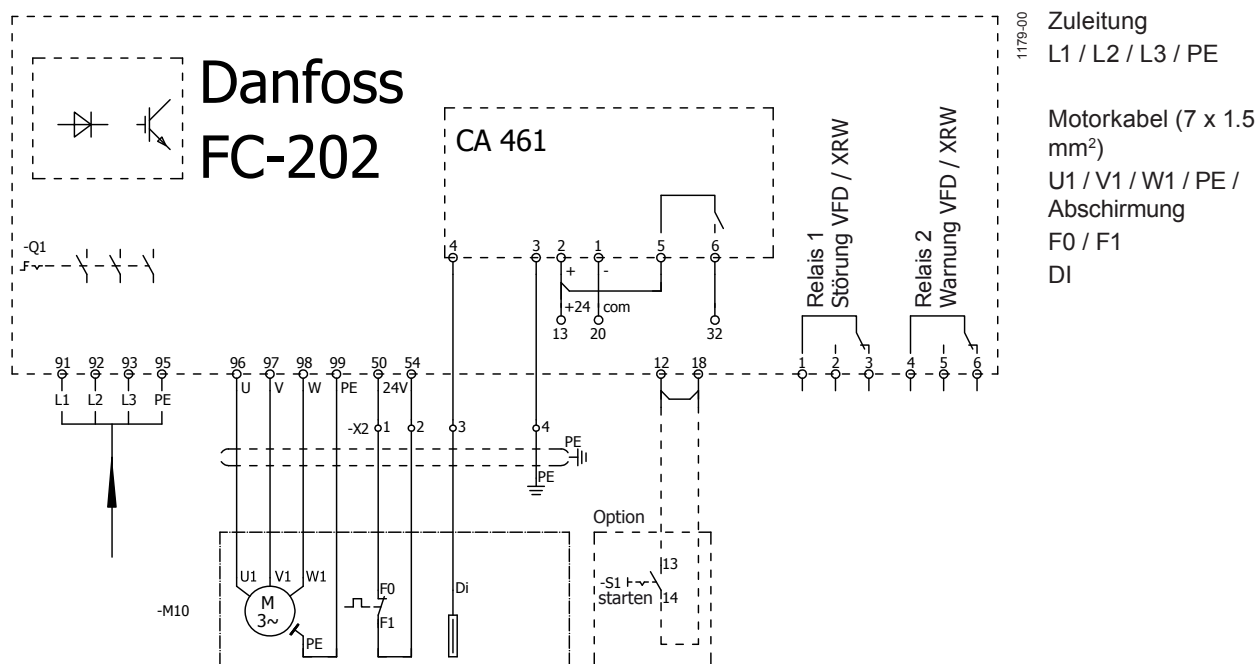 Danfoss
FC-202
CA 461
-Q1
4 3 2 1 5 6
+ -
+24 com
13 20 32
Relais 1
Störung VFD / XRW
Relais 2
Warnung VFD / XRW
91 92 93 95 96 97 98 99 50 54 12 18 1 2 3 4 5 6
L1 L2 L3 PE U V W PE 24V
-X2 1 2 3 4
PE
PE
Option
-S1
starten
13
14
-M10
U1 V1 W1
M
3~
PE
F0
F1
Di
1179-00
Zuleitung
L1 / L2 / L3 / PE
Motorkabel (7 x 1.5
mm²)
U1 / V1 / W1 / PE /
Abschirmung
F0 / F1
DI